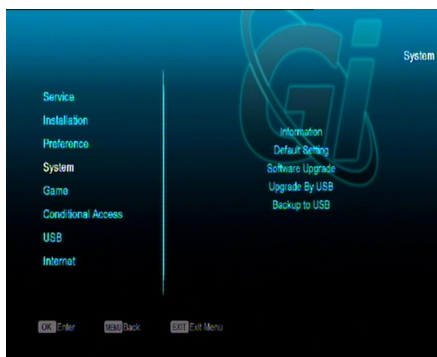 System
Service
Installation
Preference
System
Game
Conditional Access
USB
Internet
Information
Default Setting
Software Upgrade
Upgrade By USB
Backup to USB
Gi
OK Enter MENU Back EXIT Exit Menu